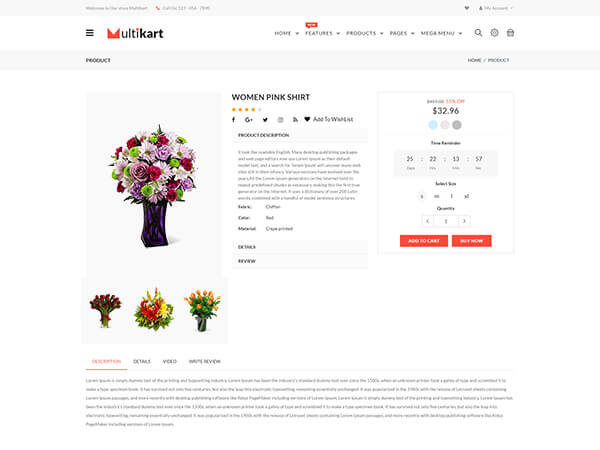 Welcome to Our store Multikart
Call Us: 123 - 456 - 7890
My Account
Multikart
NEW
HOME
FEATURES
PRODUCTS
PAGES
MEGA MENU
PRODUCT
HOME / PRODUCT
WOMEN PINK SHIRT
Add To WishList
PRODUCT DESCRIPTION
It look like readable English. Many desktop publishing packages
and web page editors now use Lorem Ipsum as their default
model text, and a search for 'lorem ipsum' will uncover many web
sites still in their infancy. Various versions have evolved over the
years. All the Lorem Ipsum generators on the Internet tend to
repeat predefined chunks as necessary, making this the first true
generator on the Internet. It uses a dictionary of over 200 Latin
words, combined with a handful of model sentence structures
Fabric: Chiffon
Color: Red
Material: Crepe printed
DETAILS
REVIEW
55% Off
$32.96
Time Reminder
25 : 22 : 13 : 57
Days Hrs Min Sec
Select Size
s m l xl
Quantity
1
ADD TO CART
BUY NOW
DESCRIPTION
DETAILS
VIDEO
WRITE REVIEW
Lorem Ipsum is simply dummy text of the printing and typesetting industry. Lorem Ipsum has been the industry's standard dummy text ever since the 1500s, when an unknown printer took a galley of type and scrambled it to
make a type specimen book. It has survived not only five centuries, but also the leap into electronic typesetting, remaining essentially unchanged. It was popularised in the 1960s with the release of Letraset sheets containing Lorem Ipsum
passages, and more recently with desktop publishing software like Aldus PageMaker including versions of Lorem Ipsum. Lorem Ipsum has been the industry's standard dummy text ever since the 1500s, when an unknown printer took a galley of type and
scrambled it to make a type specimen book. It has survived not only five centuries, but also the leap into
electronic typesetting, remaining essentially unchanged. It was popularised in the 1960s with the release of Letraset sheets containing Lorem Ipsum passages, and more recently with desktop publishing software like Aldus
PageMaker including versions of Lorem Ipsum.